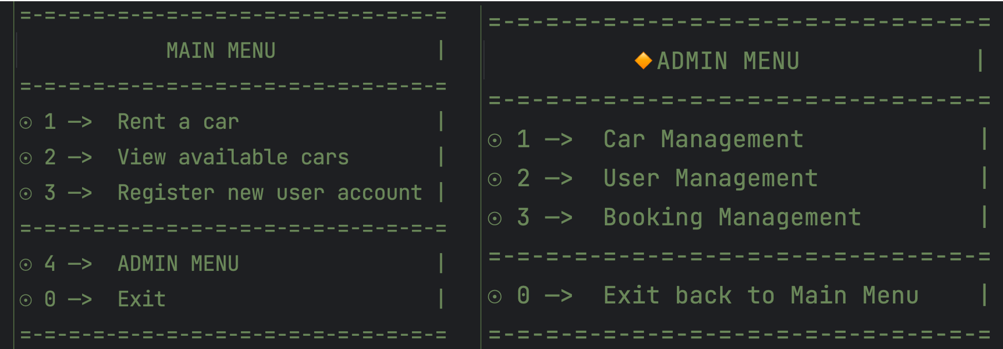 =-=-=-=-=-=-=-=-=-=-=-=-=-=-=-=-=-=
MAIN MENU |
=-=-=-=-=-=-=-=-=-=-=-=-=-=-=-=-=-=
⊙ 1 —> Rent a car |
⊙ 2 —> View available cars |
⊙ 3 —> Register new user account |
=-=-=-=-=-=-=-=-=-=-=-=-=-=-=-=-=-=
⊙ 4 —> ADMIN MENU |
⊙ 0 —> Exit |
=-=-=-=-=-=-=-=-=-=-=-=-=-=-=-=-=-=
=-=-=-=-=-=-=-=-=-=-=-=-=-=-=-=-=-=
🔶ADMIN MENU |
=-=-=-=-=-=-=-=-=-=-=-=-=-=-=-=-=-=
⊙ 1 —> Car Management |
⊙ 2 —> User Management |
⊙ 3 —> Booking Management |
=-=-=-=-=-=-=-=-=-=-=-=-=-=-=-=-=-=
⊙ 0 —> Exit back to Main Menu |
=-=-=-=-=-=-=-=-=-=-=-=-=-=-=-=-=-=